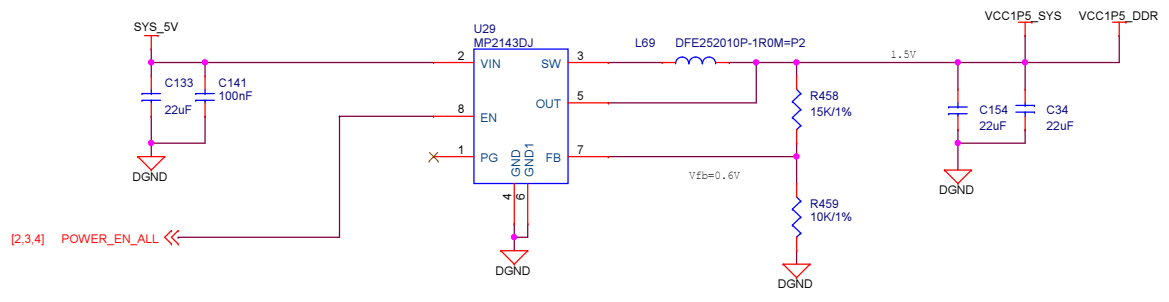 SYS_5V
U29
MP2143DJ
L69 DFE252010P-1R0M=P2
VCC1P5_SYS VCC1P5_DDR
1.5V
2 VIN SW 3
C133
22uF
C141
100nF
OUT 5
8 EN
R458
15K/1%
C154
22uF
C34
22uF
1 PG GND GND1 FB 7
DGND
Vfb=0.6V
DGND
4 6
R459
10K/1%
[2,3,4] POWER_EN_ALL
DGND
DGND